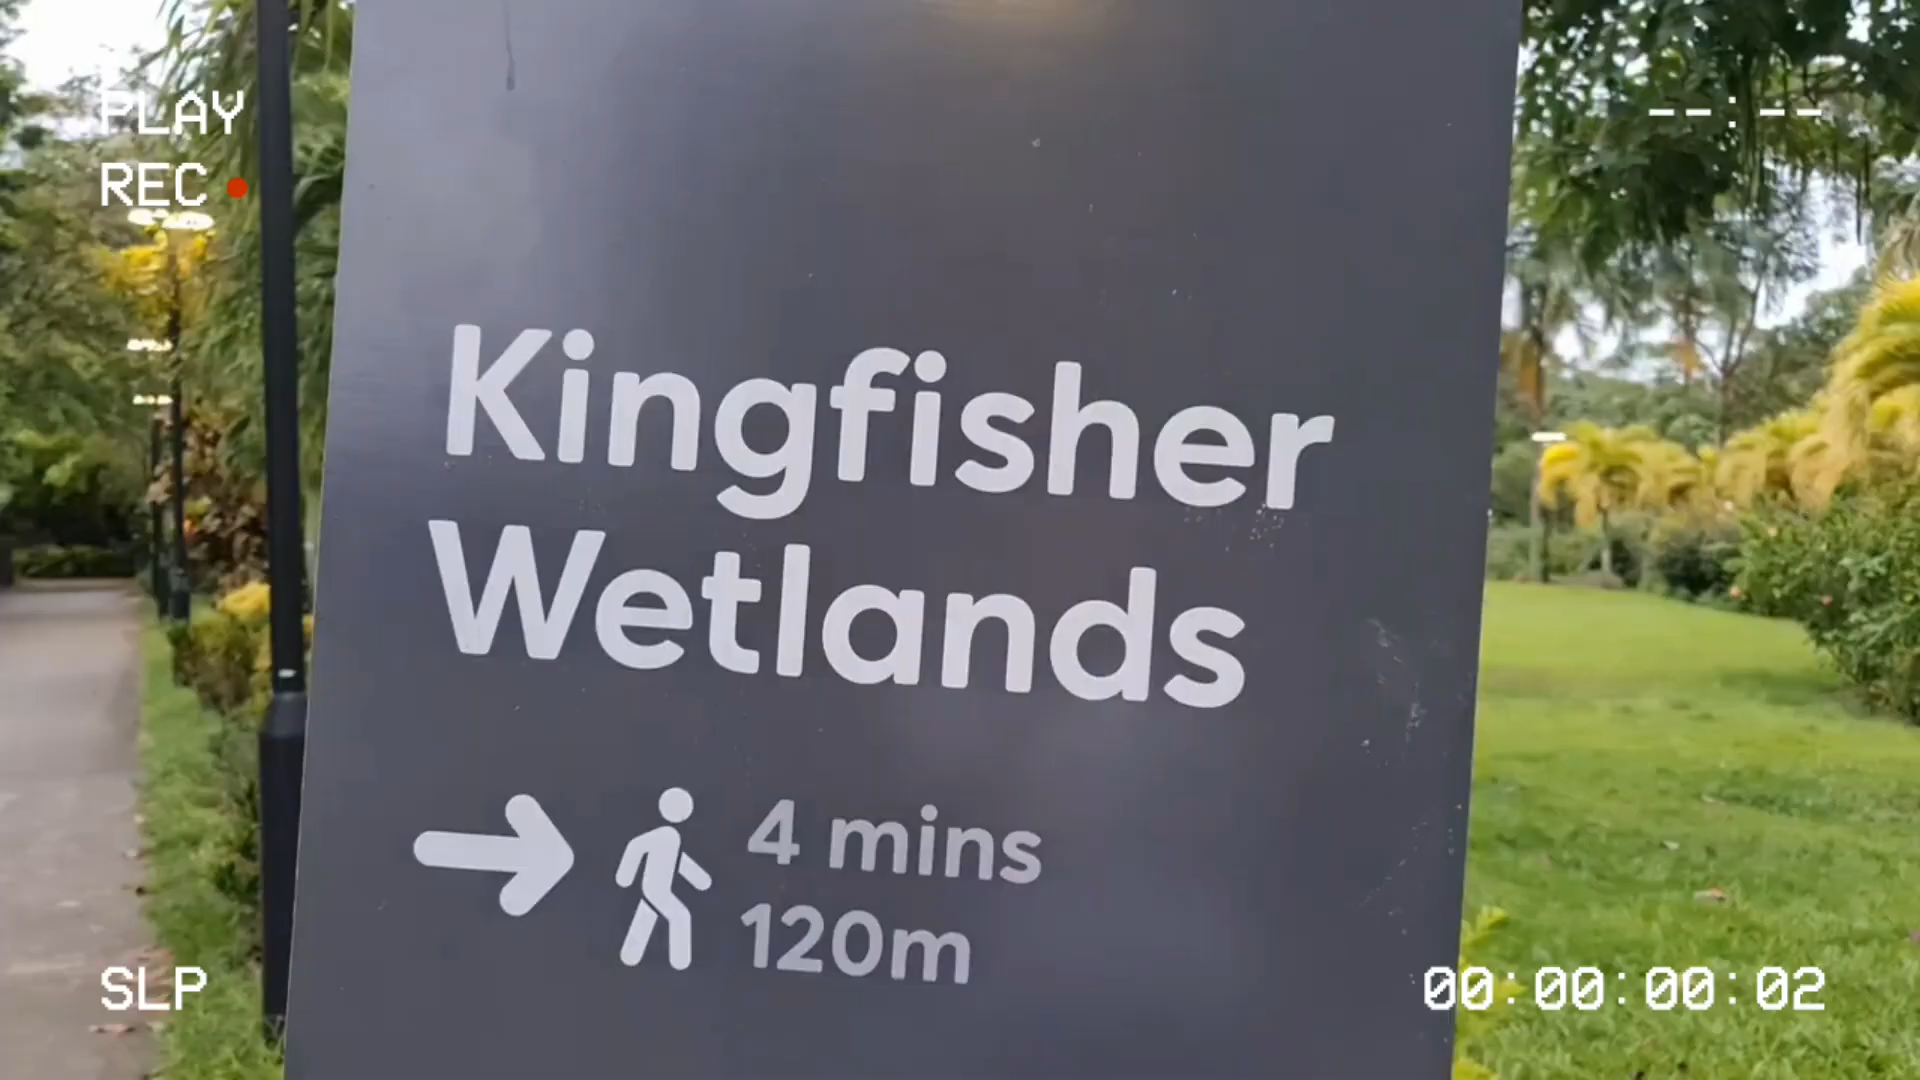 PLAY
--:--
REC
Kingfisher
Wetlands
4 mins
120m
SLP
00:00:00:02